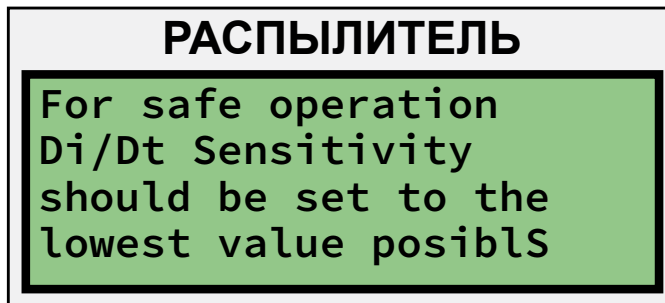 РАСПЫЛИТЕЛЬ
For safe operation
Di/Dt Sensitivity
should be set to the
lowest value posiblS